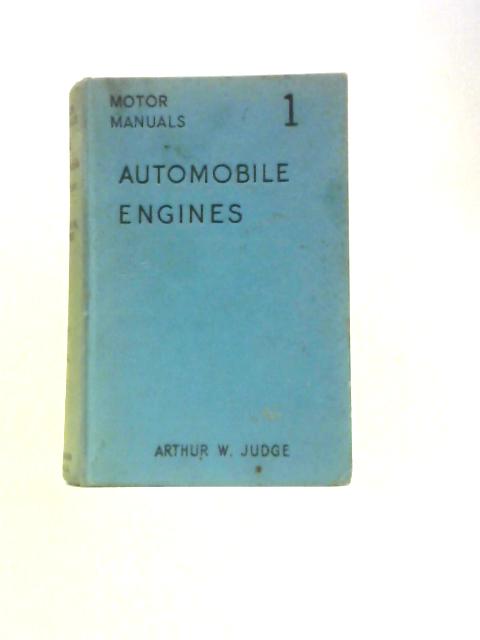 MOTOR
MANUALS 1
AUTOMOBILE
ENGINES
ARTHUR W. JUDGE